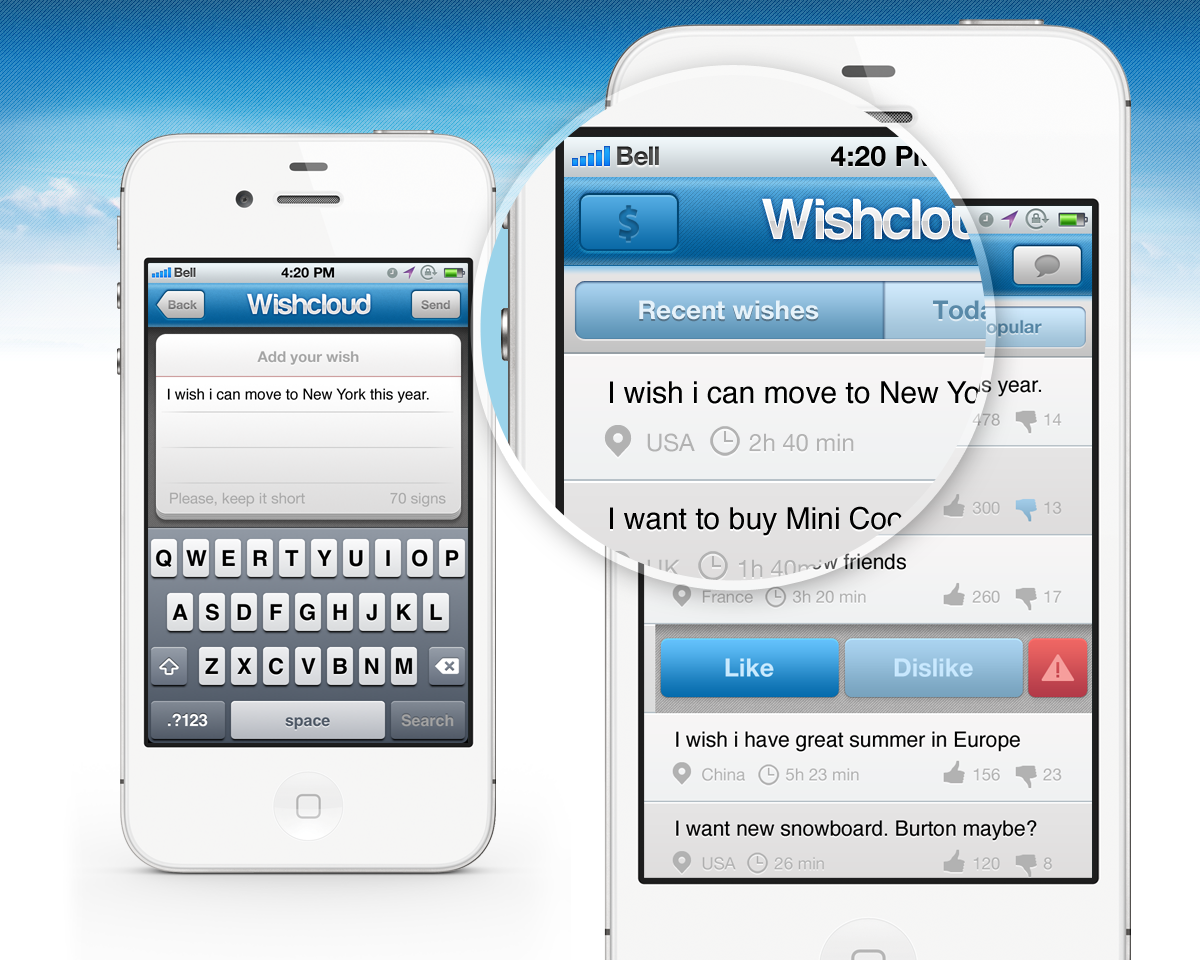 Bell 4:20 PM
Back Wishcloud Send
Add your wish
I wish i can move to New York this year.
Please, keep it short 70 signs
Q W E R T Y U I O P
A S D F G H J K L
Z X C V B N M
.?123 space Search
Bell 4:20
$ Wishclou
Recent wishes Toda
opular
I wish i can move to New Yo
s year.
USA 2h 40 min
478 14
I want to buy Mini Coo
300 13
UK 1h 40m
w friends
France 3h 20 min 260 17
Like Dislike
I wish i have great summer in Europe
China 5h 23 min 156 23
I want new snowboard. Burton maybe?
USA 26 min 120 8